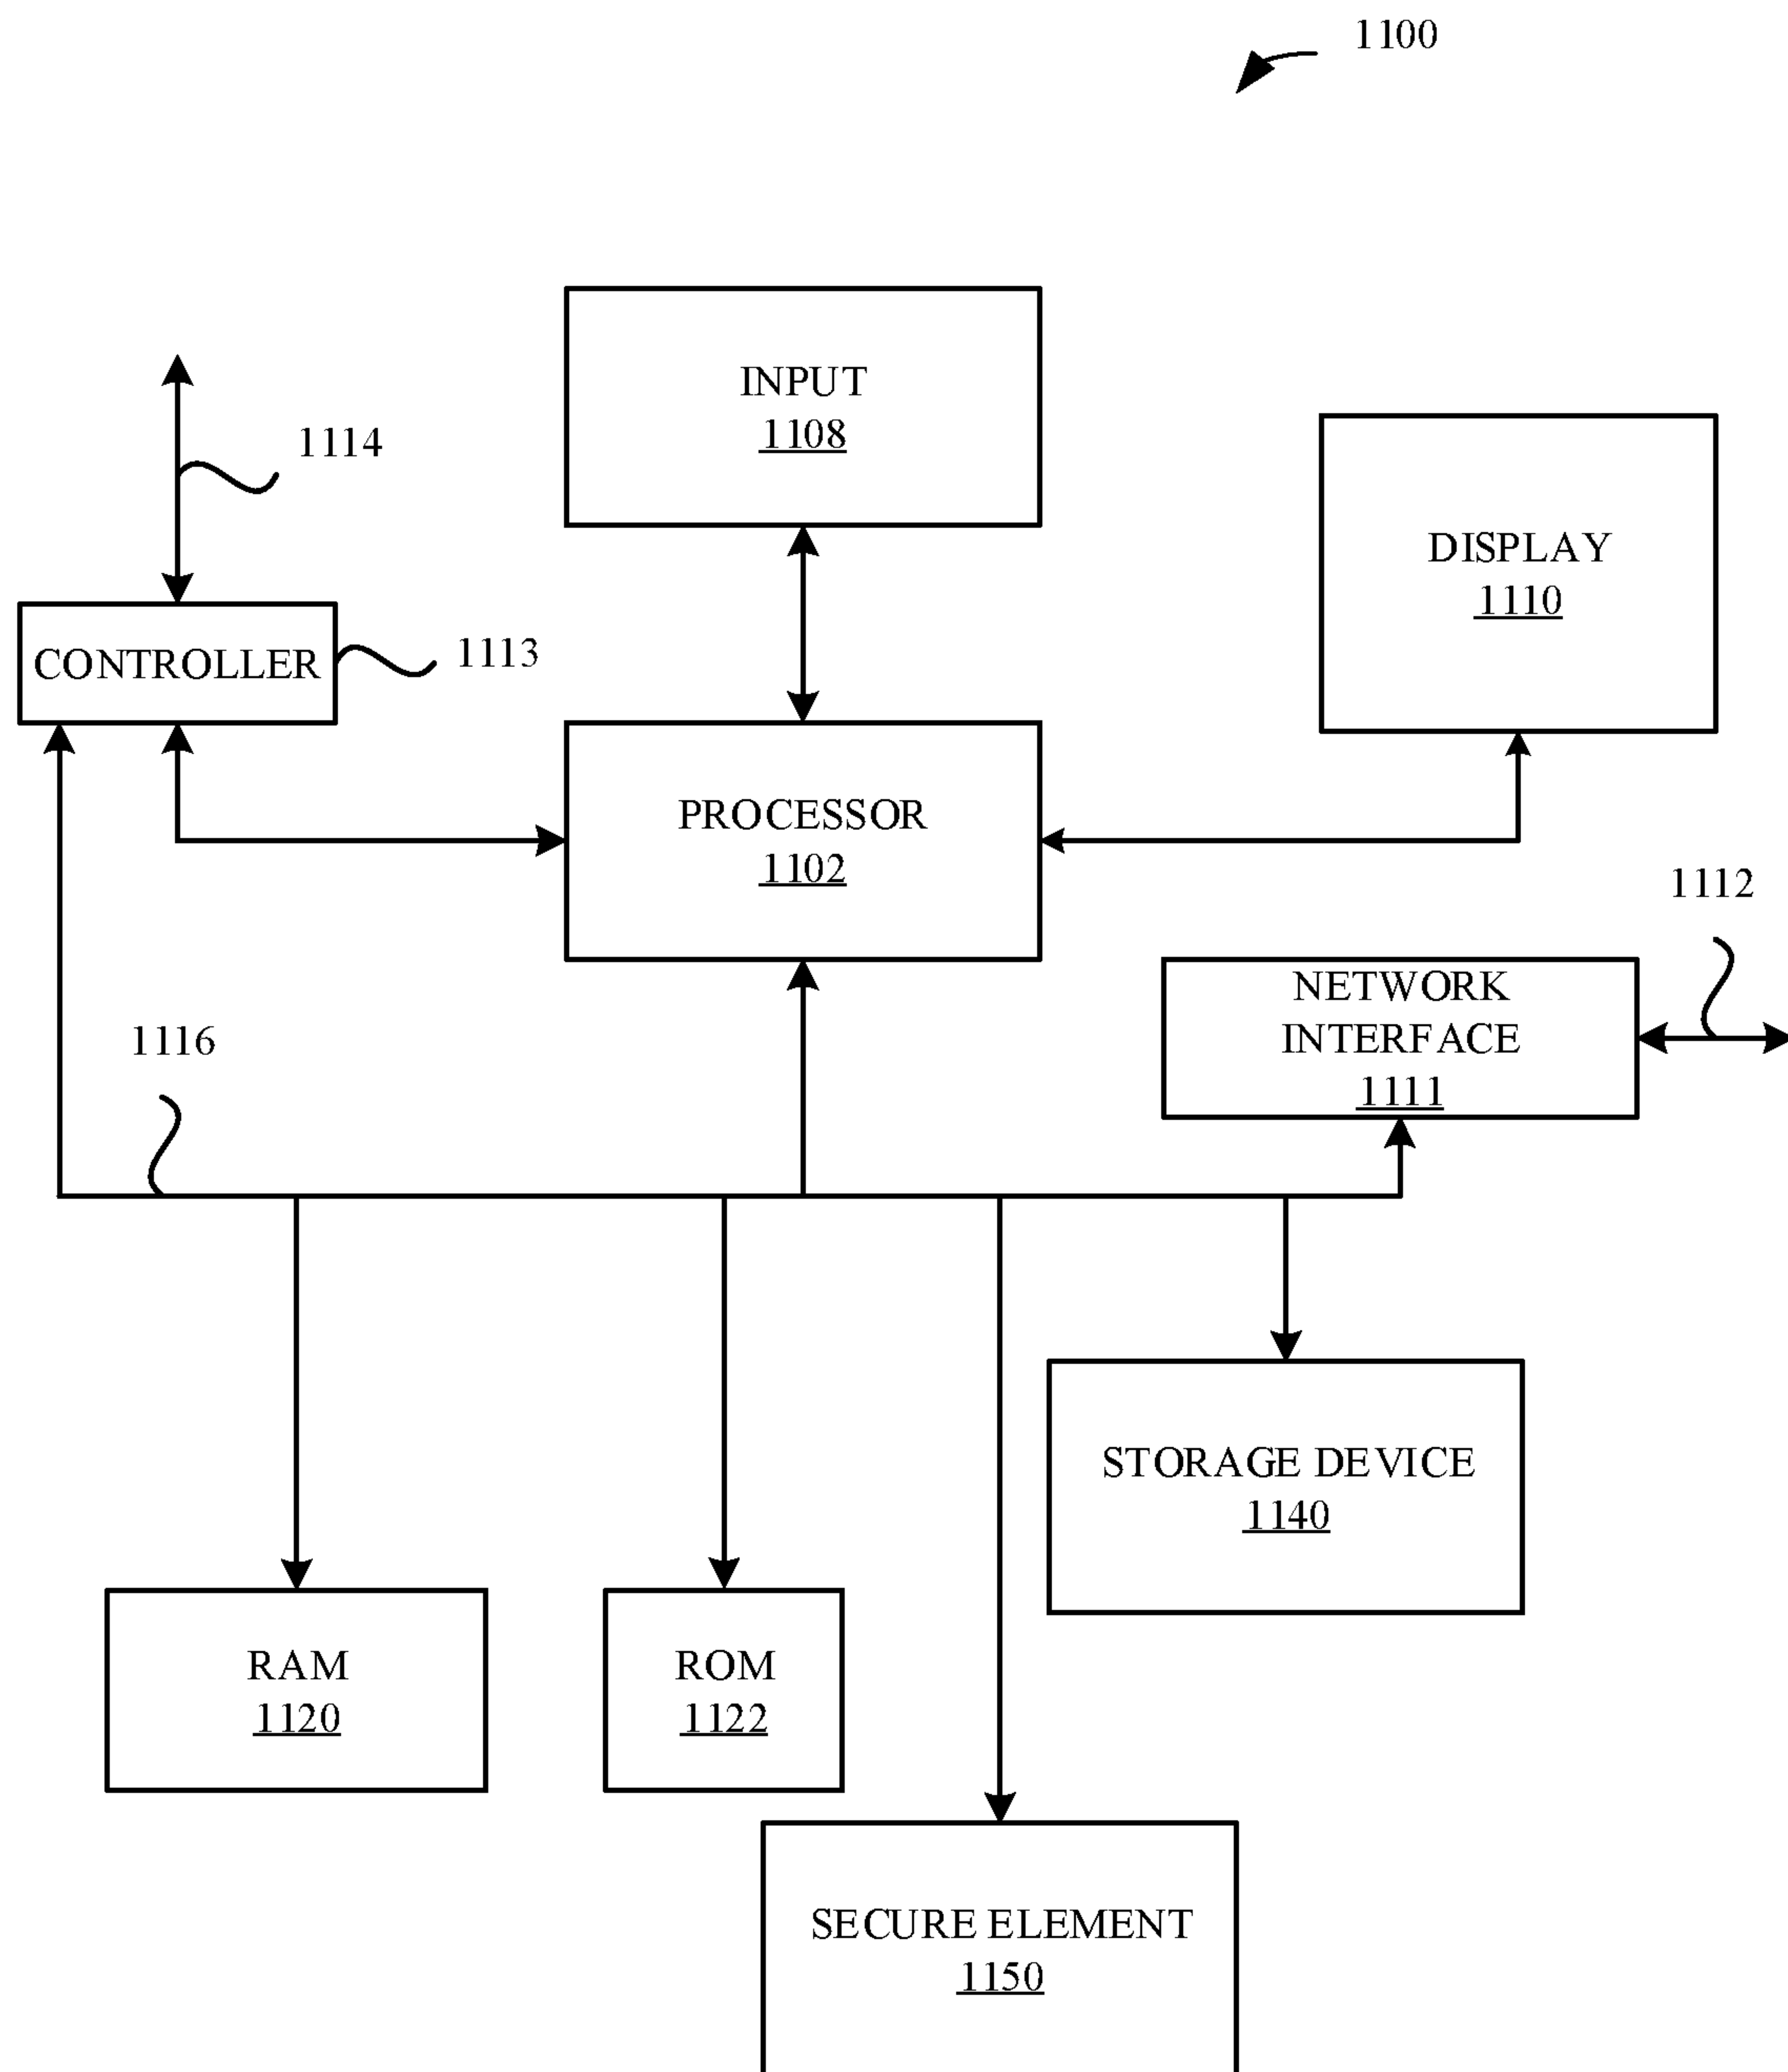 1100
INPUT
1108
1114
DISPLAY
1110
CONTROLLER
1113
PROCESSOR
1102
1112
NETWORK
INTERFACE
1111
1116
STORAGE DEVICE
1140
RAM
1120
ROM
1122
SECURE ELEMENT
1150